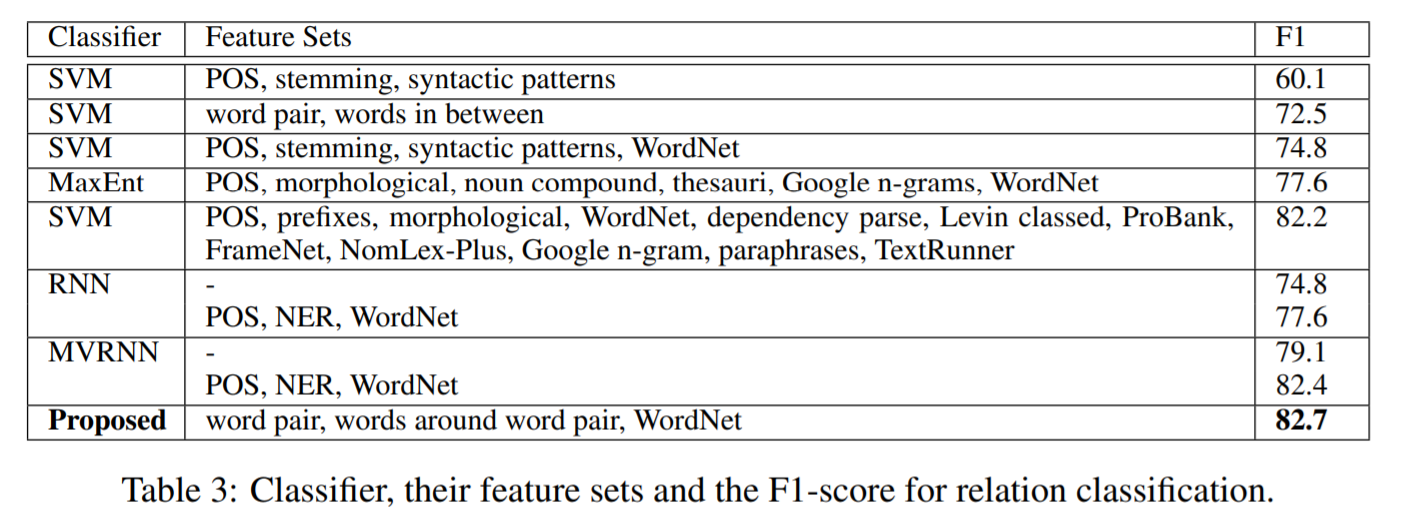 Classifier Feature Sets F1
SVM POS, stemming, syntactic patterns 60.1
SVM word pair, words in between 72.5
SVM POS, stemming, syntactic patterns, WordNet 74.8
MaxEnt POS, morphological, noun compound, thesauri, Google n-grams, WordNet 77.6
SVM POS, prefixes, morphological, WordNet, dependency parse, Levin classed, ProBank, 82.2
FrameNet, NomLex-Plus, Google n-gram, paraphrases, TextRunner
RNN - 74.8
POS, NER, WordNet 77.6
MVRNN - 79.1
POS, NER, WordNet 82.4
Proposed word pair, words around word pair, WordNet 82.7
Table 3: Classifier, their feature sets and the F1-score for relation classification.